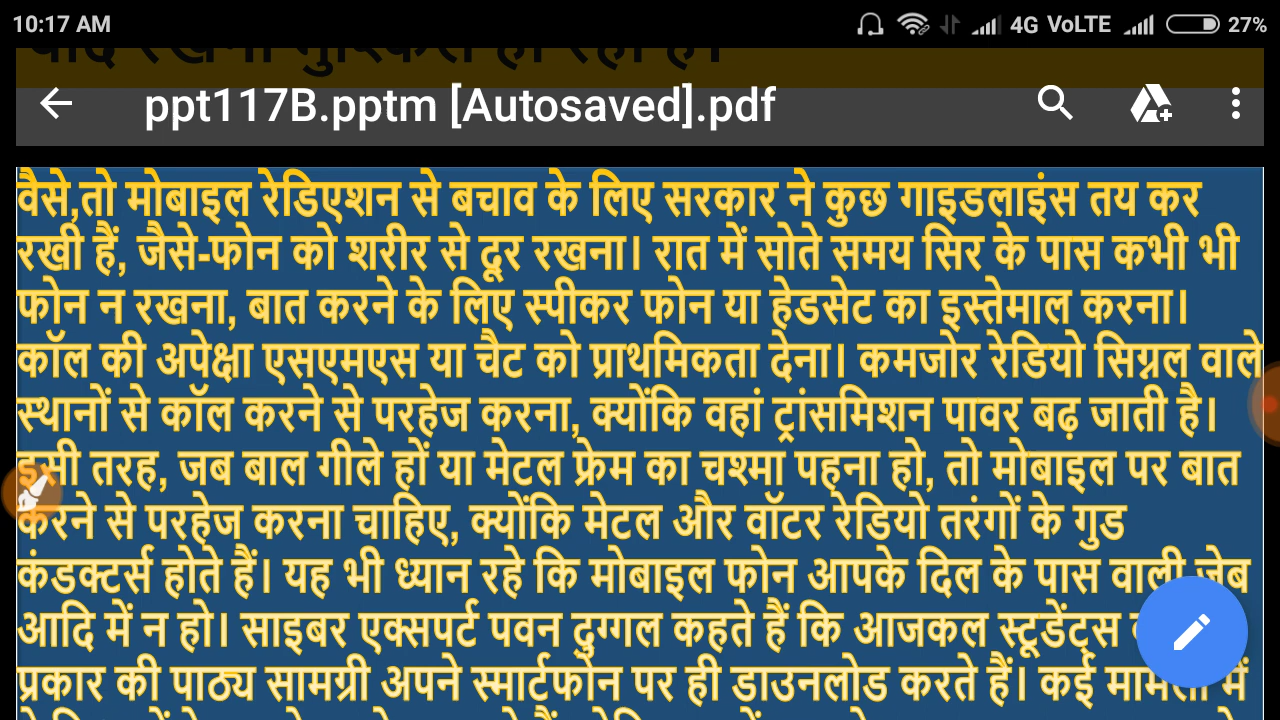 10:17 AM
4G VoLTE 27%
ppt117B.pptm [Autosaved].pdf
वैसे,तो मोबाइल रेडिएशन से बचाव के लिए सरकार ने कुछ गाइडलाइंस तय कर
रखी हैं, जैसे-फोन को शरीर से दूर रखना। रात में सोते समय सिर के पास कभी भी
फोन न रखना, बात करने के लिए स्पीकर फोन या हेडसेट का इस्तेमाल करना।
कॉल की अपेक्षा एसएमएस या चैट को प्राथमिकता देना। कमजोर रेडियो सिग्नल वाले
स्थानों से कॉल करने से परहेज करना, क्योंकि वहां ट्रांसमिशन पावर बढ़ जाती है।
इसी तरह, जब बाल गीले हों या मेटल फ्रेम का चश्मा पहना हो, तो मोबाइल पर बात
करने से परहेज करना चाहिए, क्योंकि मेटल और वॉटर रेडियो तरंगों के गुड
कंडक्टर्स होते हैं। यह भी ध्यान रहे कि मोबाइल फोन आपके दिल के पास वाली जेब
आदि में न हो। साइबर एक्सपर्ट पवन दुग्गल कहते हैं कि आजकल स्टूडेंट्स
प्रकार की पाठ्य सामग्री अपने स्मार्टफोन पर ही डाउनलोड करते हैं। कई मामलों में